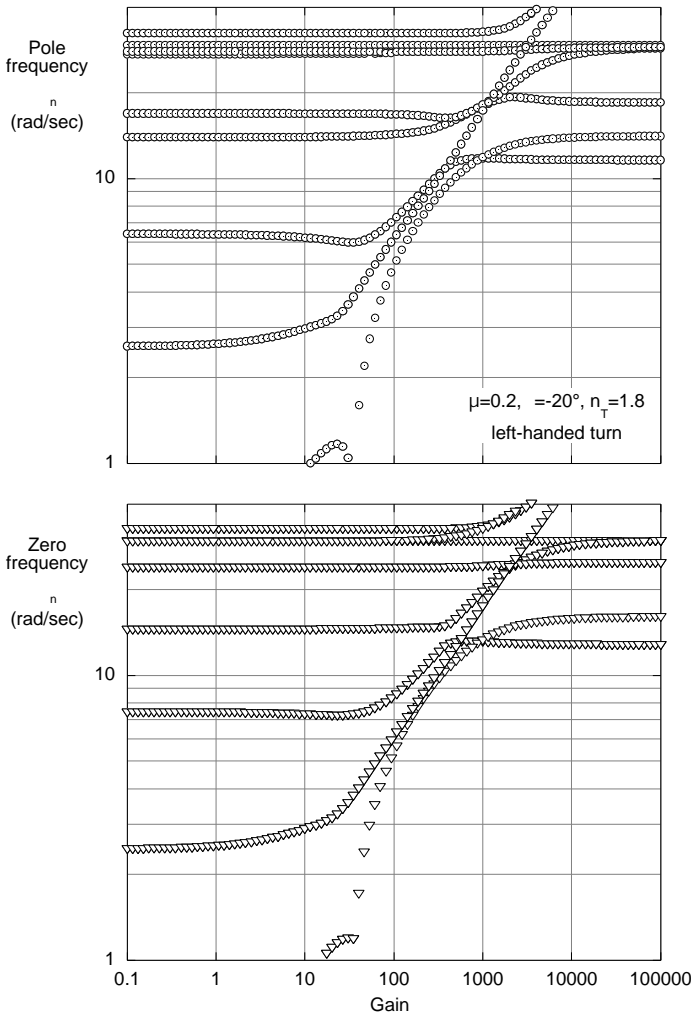 Pole
frequency
n
(rad/sec)
10
1
μ=0.2, =-20°, nT=1.8
left-handed turn
Zero
frequency
n
(rad/sec)
10
1
0.1 1 10 100 1000 10000 100000
Gain